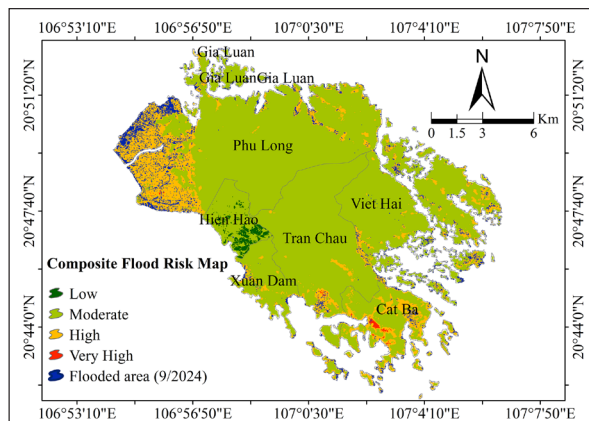 106°53'10"E 106°56'50"E 107°0'30"E 107°4'10"E 107°7'50"E
20°51'20"N
20°47'40"N
20°44'0"N
Gia Luan
Gia LuanGia Luan
N
Km
0 1.5 3 6
Phu Long
Viet Hai
Hien Hao
Tran Chau
Xuan Dam
Cat Ba
Composite Flood Risk Map
Low
Moderate
High
Very High
Flooded area (9/2024)
20°51'20"N
20°47'40"N
20°44'0"N
106°53'10"E 106°56'50"E 107°0'30"E 107°4'10"E 107°7'50"E